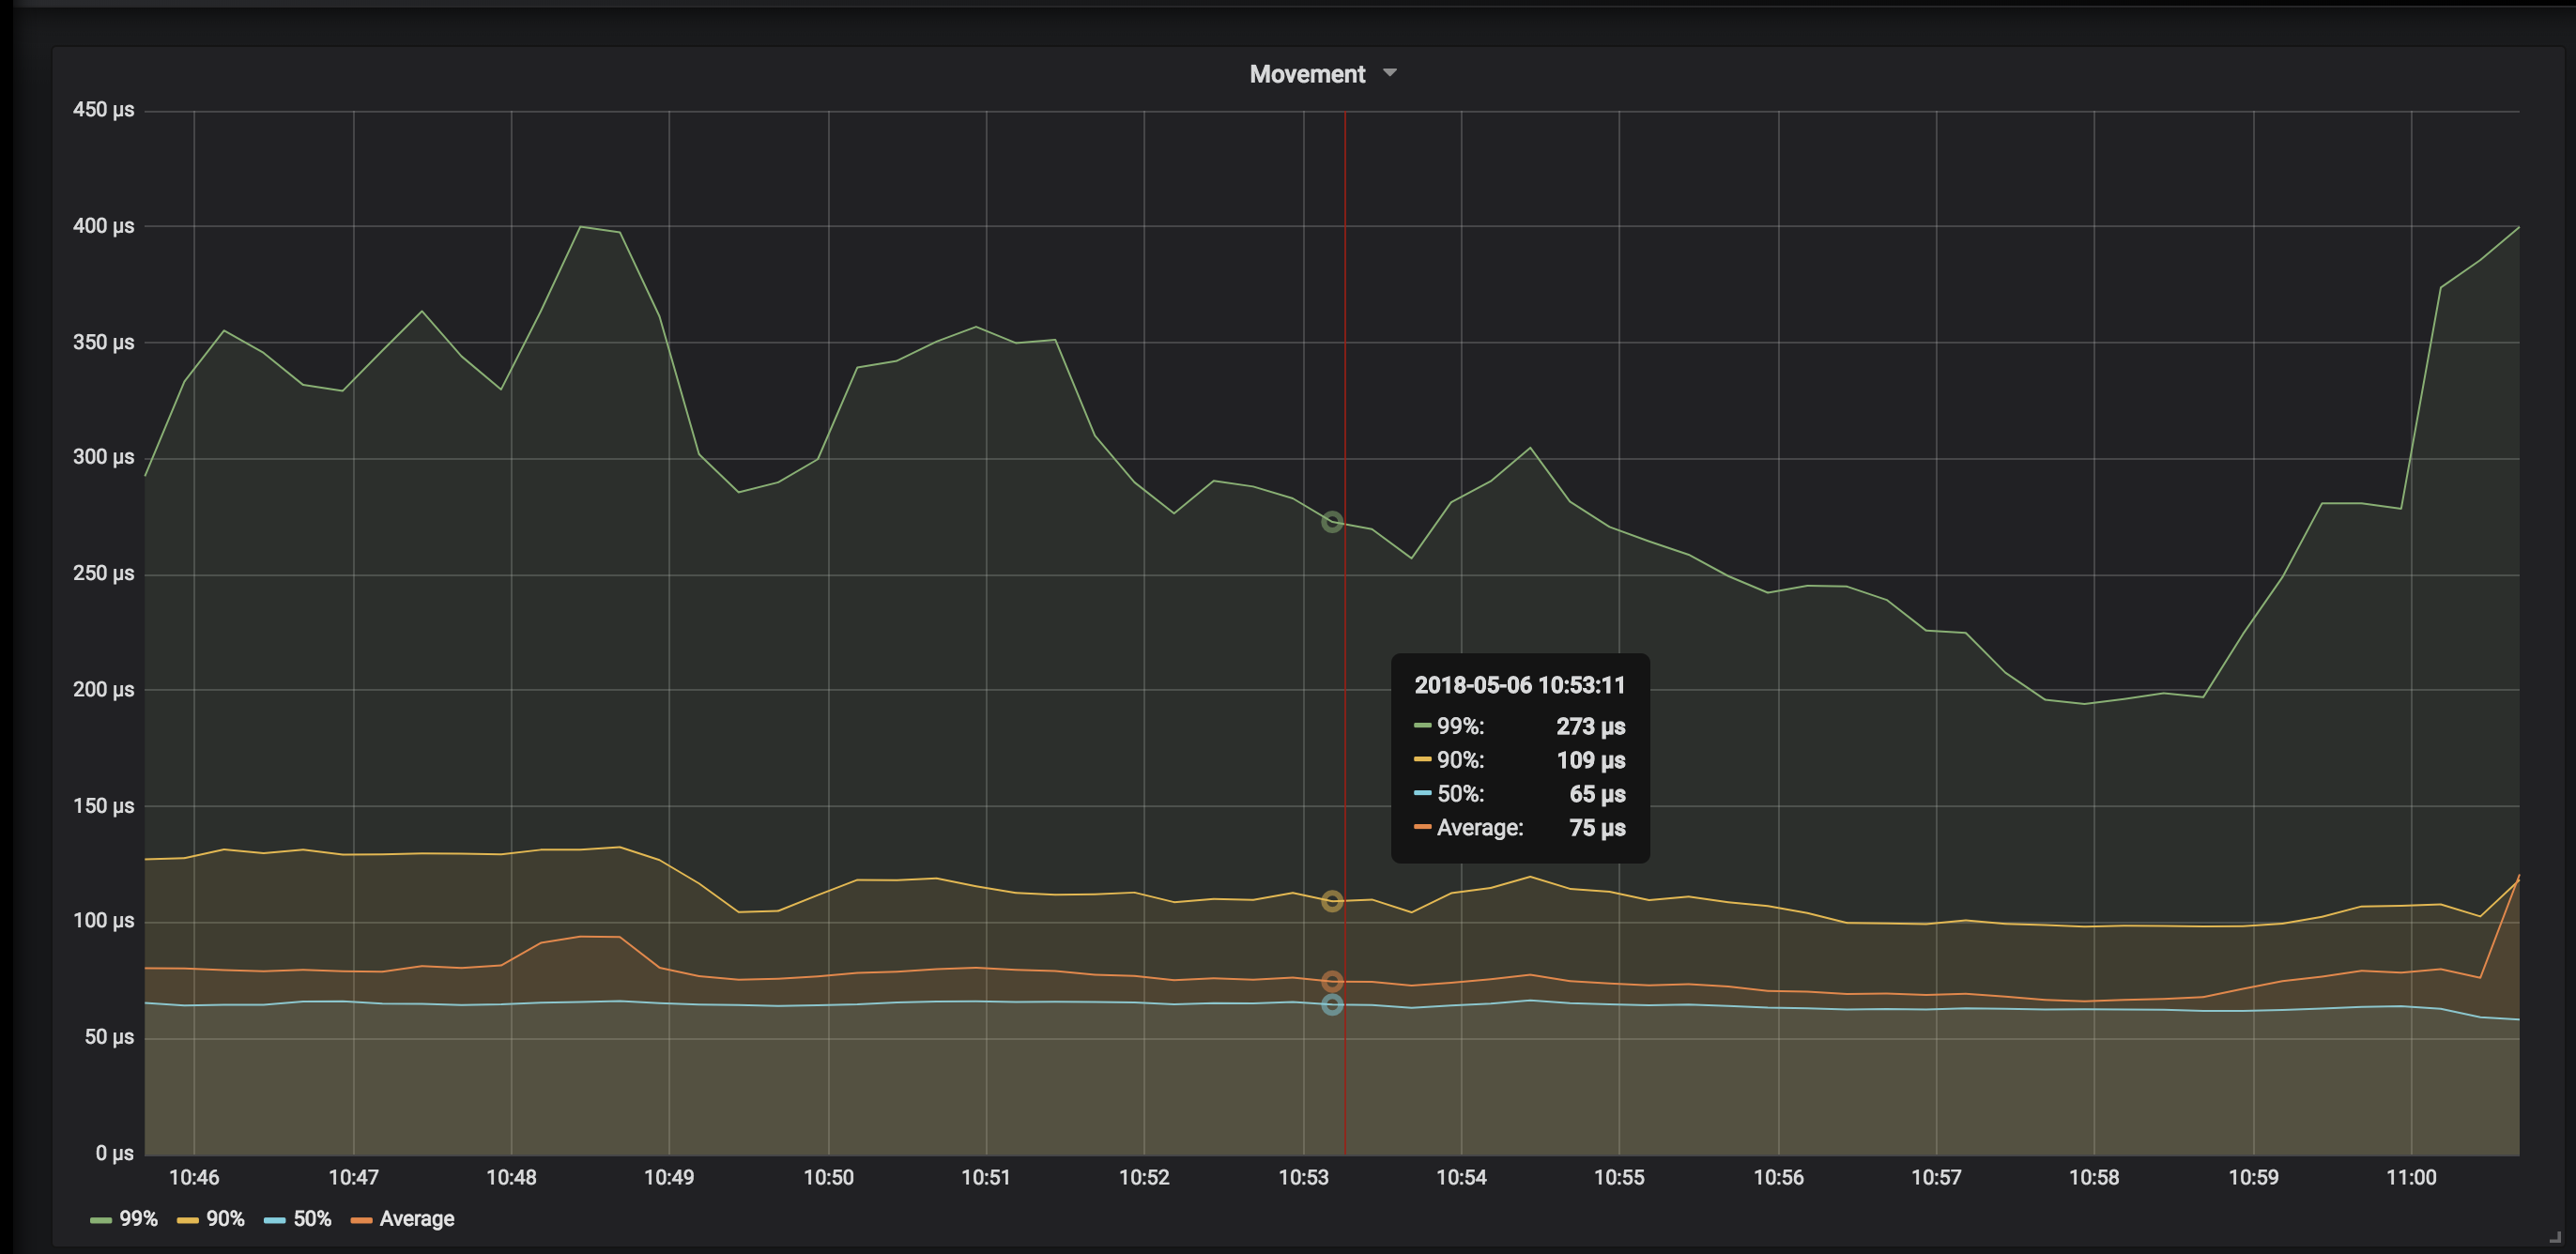 Movement
450 µs
400 µs
350 µs
300 µs
250 µs
200 µs
150 µs
100 µs
50 µs
0 µs
2018-05-06 10:53:11
99%: 273 µs
90%: 109 µs
50%: 65 µs
Average: 75 µs
10:46 10:47 10:48 10:49 10:50 10:51 10:52 10:53 10:54 10:55 10:56 10:57 10:58 10:59 11:00
99% 90% 50% Average